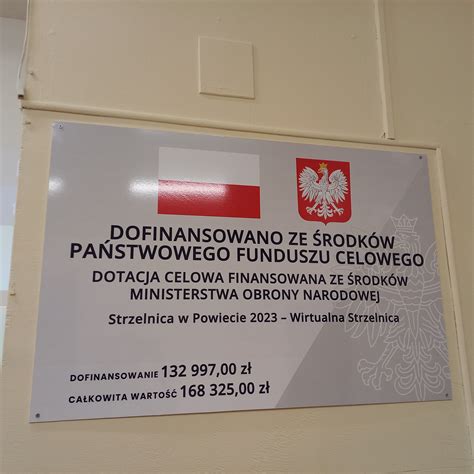 DOFINANSOWANO ZE ŚRODKÓW
PAŃSTWOWEGO FUNDUSZU CELOWEGO
DOTACJA CELOWA FINANSOWANA ZE ŚRODKÓW
MINISTERSTWA OBRONY NARODOWEJ
Strzelnica w Powiecie 2023 – Wirtualna Strzelnica
DOFINANSOWANIE 132 997,00 zł
CAŁKOWITA WARTOŚĆ 168 325,00 zł